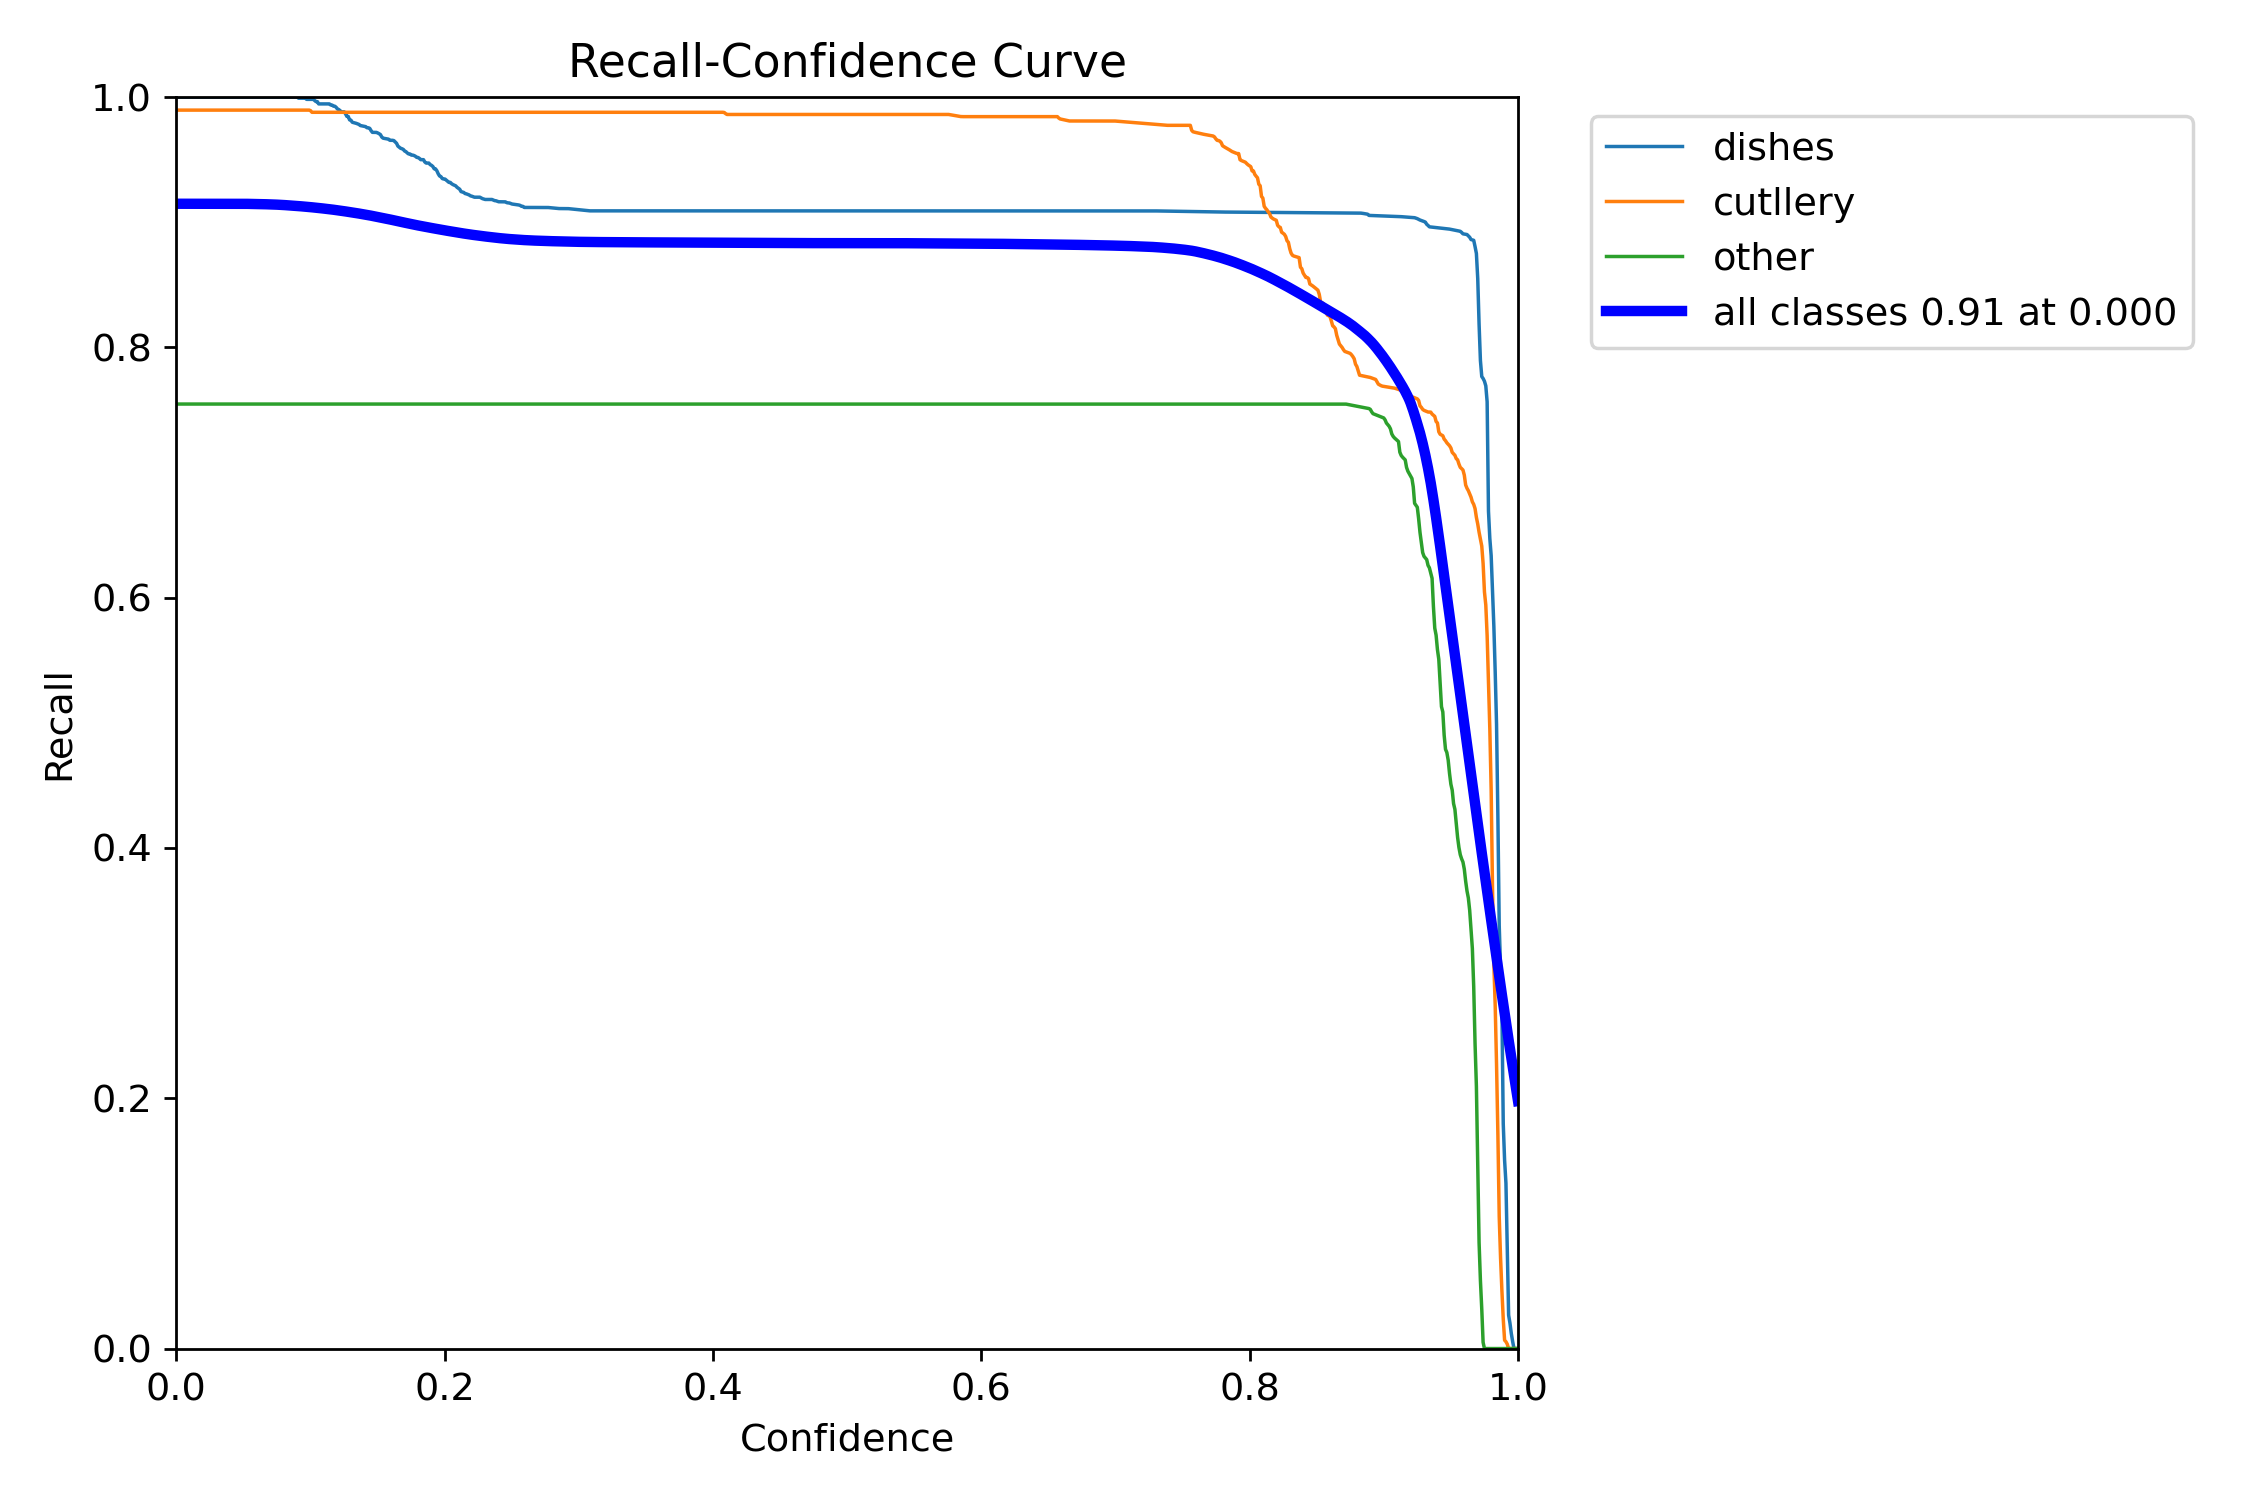 Recall-Confidence Curve
1.0
0.8
0.6
0.4
0.2
0.0
Recall
0.0 0.2 0.4 0.6 0.8 1.0
Confidence
dishes
cutllery
other
all classes 0.91 at 0.000